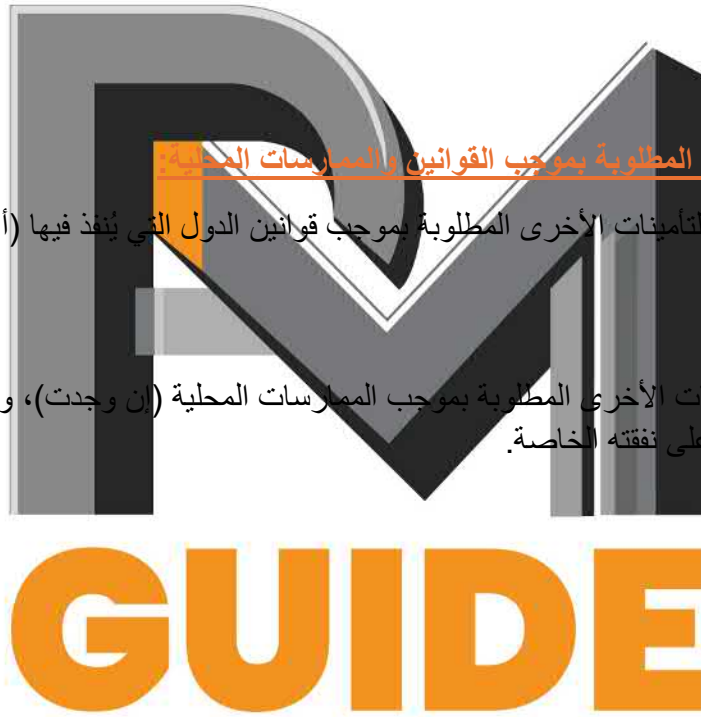 المطلوبة بموجب القوانين والممارسات المحلية:
لتأمينات الأخرى المطلوبة بموجب قوانين الدول التي يُنفذ فيها (أ
ت الأخرى المطلوبة بموجب الممارسات المحلية (إن وجدت)، و
على نفقته الخاصة.
PM
GUIDE